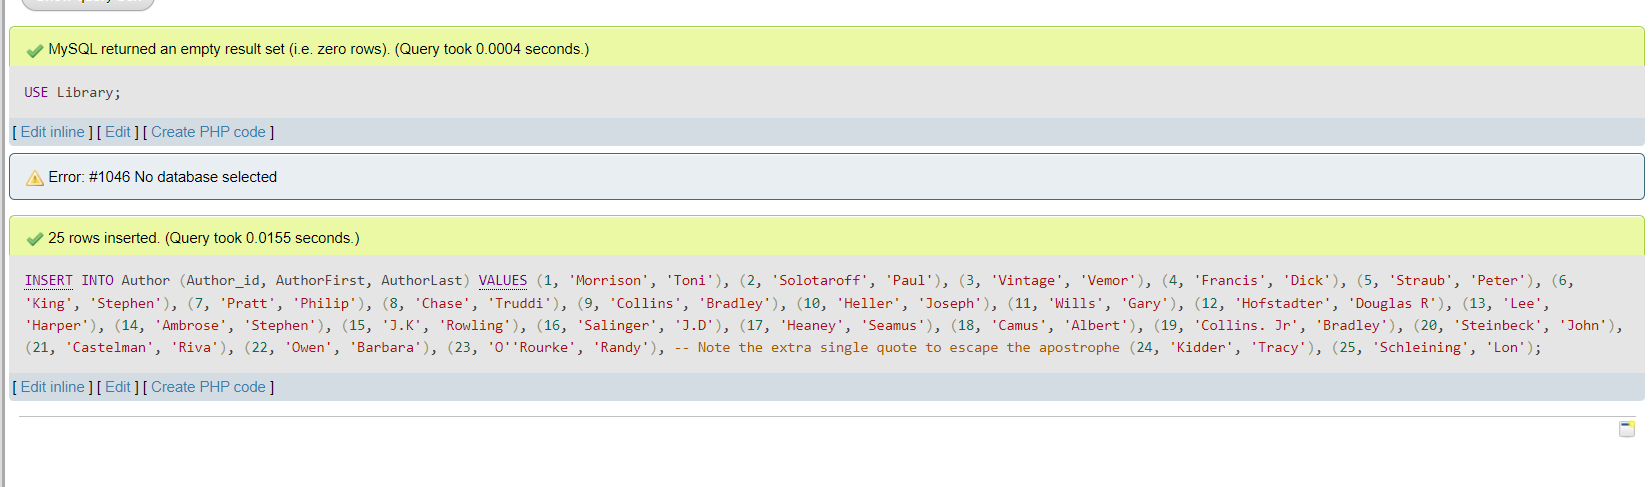 MySQL returned an empty result set (i.e. zero rows). (Query took 0.0004 seconds.)
USE Library;
[ Edit inline ] [ Edit ] [ Create PHP code ]
Error: #1046 No database selected
25 rows inserted. (Query took 0.0155 seconds.)
INSERT INTO Author (Author_id, AuthorFirst, AuthorLast) VALUES (1, 'Morrison', 'Toni'), (2, 'Solotaroff', 'Paul'), (3, 'Vintage', 'Vemor'), (4, 'Francis', 'Dick'), (5, 'Straub', 'Peter'), (6,
'King', 'Stephen'), (7, 'Pratt', 'Philip'), (8, 'Chase', 'Truddi'), (9, 'Collins', 'Bradley'), (10, 'Heller', 'Joseph'), (11, 'Wills', 'Gary'), (12, 'Hofstadter', 'Douglas R'), (13, 'Lee',
'Harper'), (14, 'Ambrose', 'Stephen'), (15, 'J.K', 'Rowling'), (16, 'Salinger', 'J.D'), (17, 'Heaney', 'Seamus'), (18, 'Camus', 'Albert'), (19, 'Collins. Jr', 'Bradley'), (20, 'Steinbeck', 'John'),
(21, 'Castelman', 'Riva'), (22, 'Owen', 'Barbara'), (23, 'O''Rourke', 'Randy'), -- Note the extra single quote to escape the apostrophe (24, 'Kidder', 'Tracy'), (25, 'Schleining', 'Lon');
[ Edit inline ] [ Edit ] [ Create PHP code ]